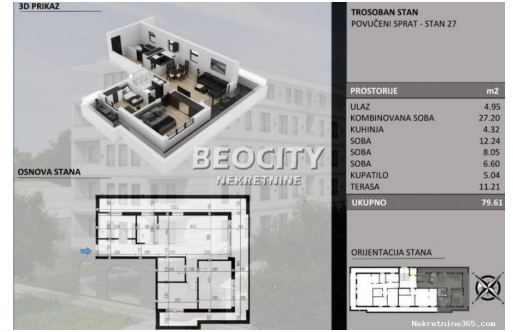 3D PRIKAZ
TROSOBAN STAN
POVUČENI SPRAT - STAN 27
PROSTORIJE m2
ULAZ 4.95
KOMBINOVANA SOBA 27.20
KUHINJA 4.32
SOBA 12.24
SOBA 8.05
SOBA 6.60
KUPATILO 5.04
TERASA 11.21
UKUPNO 79.61
BEOCITY
NEKRETNINE
OSNOVA STANA
ORIJENTACIJA STANA
Nekretnine365.com